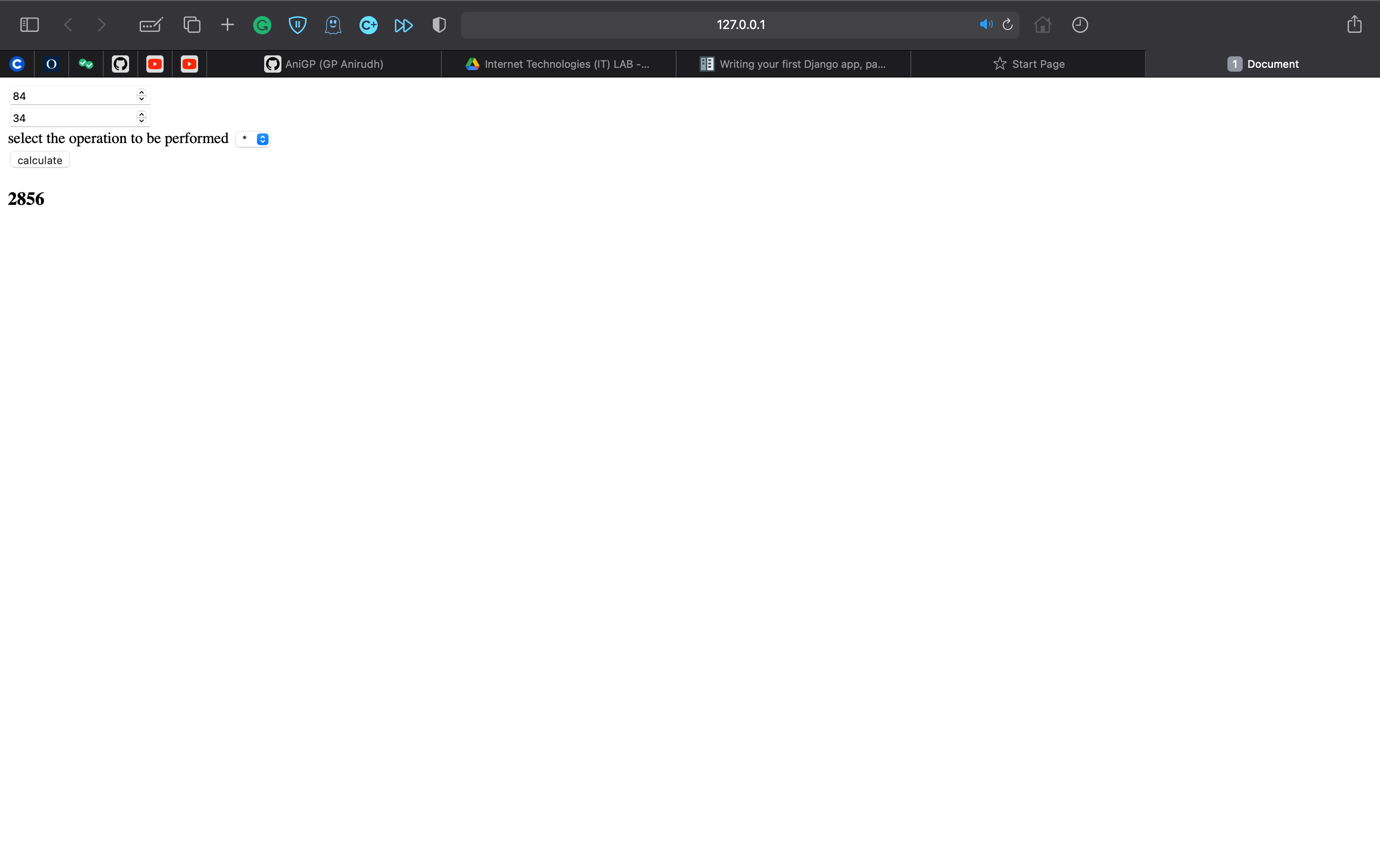 127.0.0.1
AniGP (GP Anirudh)
Internet Technologies (IT) LAB -...
Writing your first Django app, pa...
Start Page
1 Document
84
34
select the operation to be performed *
calculate
2856